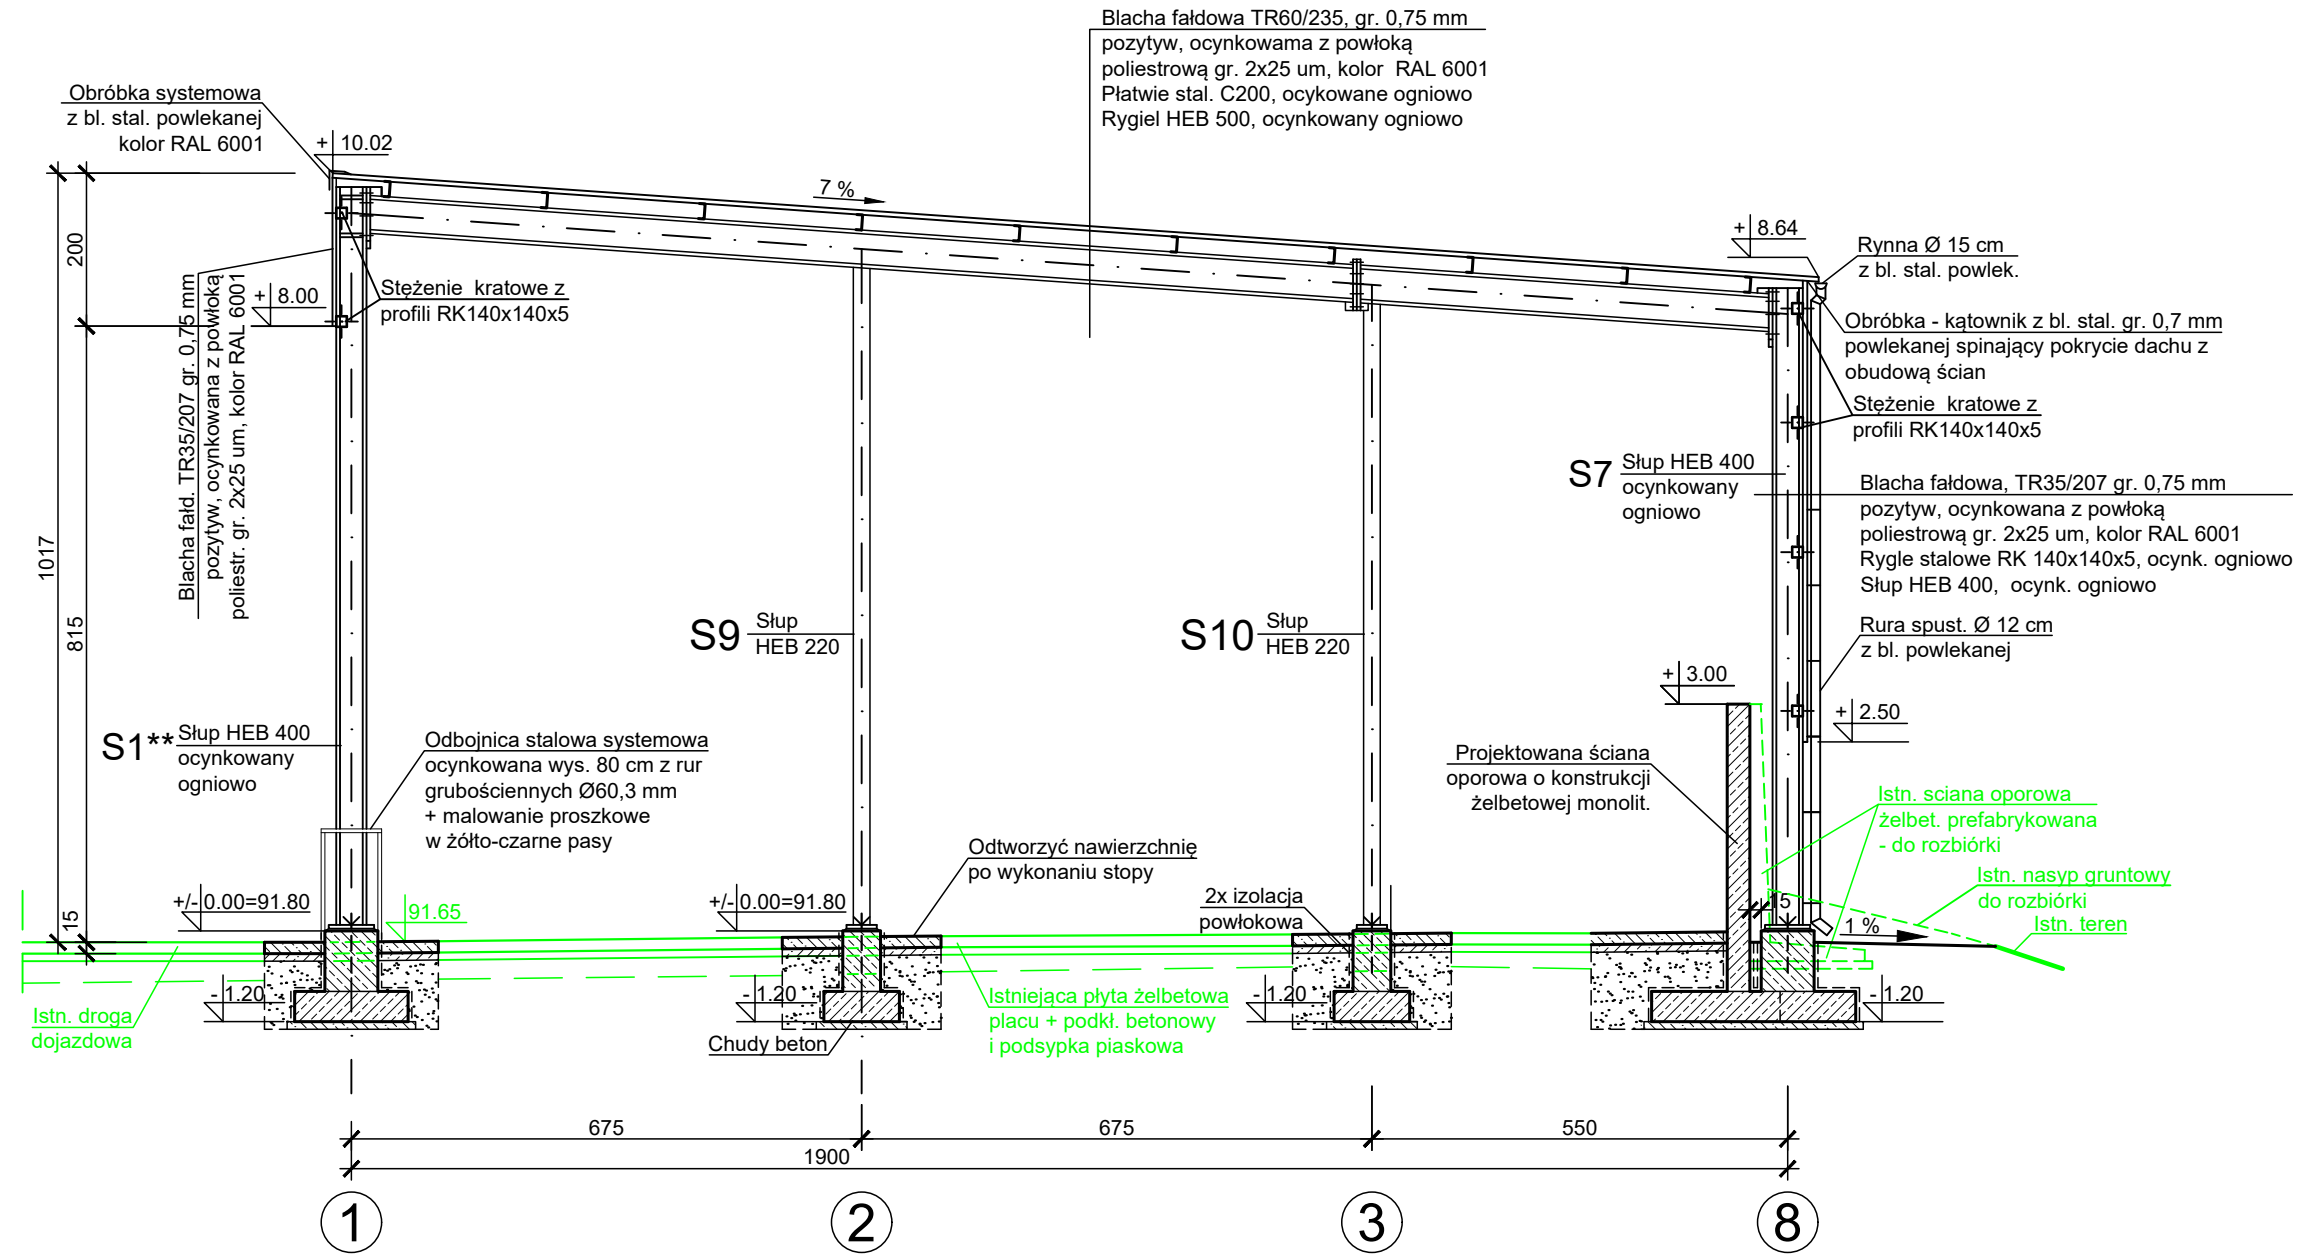 Blacha fałdowa TR60/235, gr. 0,75 mm
pozytyw, ocynkowama z powłoką
poliestrową gr. 2x25 um, kolor  RAL 6001
Płatwie stal. C200, ocykowane ogniowo
Rygiel HEB 500, ocynkowany ogniowo
Obróbka systemowa
z bl. stal. powlekanej
kolor RAL 6001
+ 10.02
7 %
+ 8.64
Rynna Ø 15 cm
z bl. stal. powlek.
200
+ 8.00
Stężenie  kratowe z
profili RK140x140x5
Blacha fałd. TR35/207 gr. 0,75 mm
pozytyw, ocynkowana z powłoką
poliestr. gr. 2x25 um, kolor RAL 6001
Obróbka - kątownik z bl. stal. gr. 0,7 mm
powlekanej spinający pokrycie dachu z
obudową ścian
Stężenie  kratowe z
profili RK140x140x5
S7
Słup HEB 400
ocynkowany
ogniowo
Blacha fałdowa, TR35/207 gr. 0,75 mm
pozytyw, ocynkowana z powłoką
poliestrową gr. 2x25 um, kolor RAL 6001
Rygle stalowe RK 140x140x5, ocynk. ogniowo
Słup HEB 400,  ocynk. ogniowo
1017
815
S9
Słup
HEB 220
S10
Słup
HEB 220
Rura spust. Ø 12 cm
z bl. powlekanej
+ 3.00
+ 2.50
S1**
Słup HEB 400
ocynkowany
ogniowo
Odbojnica stalowa systemowa
ocynkowana wys. 80 cm z rur
grubościennych Ø60,3 mm
+ malowanie proszkowe
w żółto-czarne pasy
Projektowana ściana
oporowa o konstrukcji
żelbetowej monolit.
Istn. sciana oporowa
żelbet. prefabrykowana
- do rozbiórki
Odtworzyć nawierzchnię
po wykonaniu stopy
Istn. nasyp gruntowy
do rozbiórki
Istn. teren
15
+/- 0.00=91.80
91.65
+/- 0.00=91.80
2x izolacja
powłokowa
15
1 %
- 1.20
- 1.20
- 1.20
- 1.20
Istn. droga
dojazdowa
Chudy beton
Istniejąca płyta żelbetowa
placu + podkł. betonowy
i podsypka piaskowa
675
675
550
1900
1
2
3
8